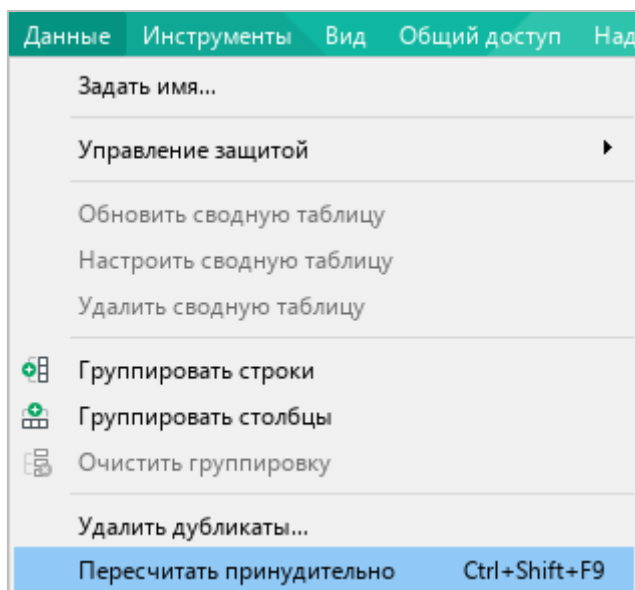 Данные Инструменты Вид Общий доступ Над
Задать имя...
Управление защитой
Обновить сводную таблицу
Настроить сводную таблицу
Удалить сводную таблицу
Группировать строки
Группировать столбцы
Очистить группировку
Удалить дубликаты...
Пересчитать принудительно Ctrl+Shift+F9